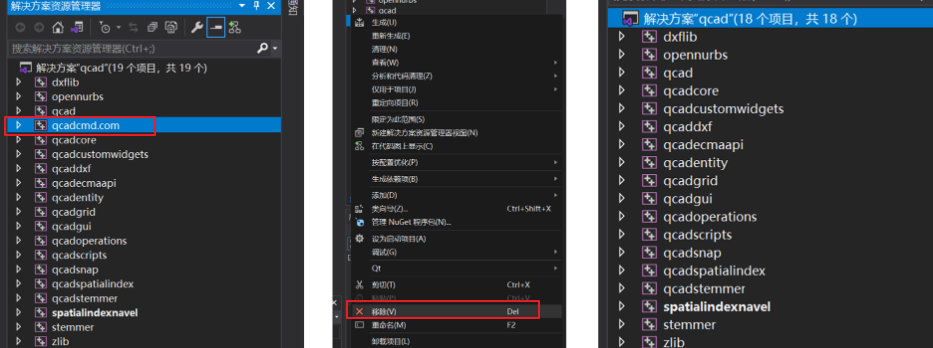 解决方案资源管理器
搜索解决方案资源管理器(Ctrl+;)
解决方案"qcad"(19 个项目，共 19 个)
dxflib
opennurbs
qcad
qcadcmd.com
qcadcore
qcadcustomwidgets
qcaddxf
qcadecmaapi
qcadentity
qcadgrid
qcadgui
qcadoperations
qcadscripts
qcadsnap
qcadspatialindex
qcadstemmer
spatialindexnavel
stemmer
zlib
opennurbs
qcad
生成(U)
重新生成(E)
清理(N)
查看(W)
分析和代码清理(Z)
仅用于项目(J)
重定向项目(R)
限定为此范围(S)
新建解决方案资源管理器视图(N)
在代码图上显示(C)
按配置优化(P)
生成依赖项(B)
添加(D)
类向导(Z)... Ctrl+Shift+X
管理 NuGet 程序包(N)...
设为启动项目(A)
调试(G)
Qt
剪切(T) Ctrl+X
粘贴(P) Ctrl+V
移除(V) Del
重命名(M) F2
卸载项目(L)
解决方案"qcad"(18 个项目，共 18 个)
dxflib
opennurbs
qcad
qcadcore
qcadcustomwidgets
qcaddxf
qcadecmaapi
qcadentity
qcadgrid
qcadgui
qcadoperations
qcadscripts
qcadsnap
qcadspatialindex
qcadstemmer
spatialindexnavel
stemmer
zlib